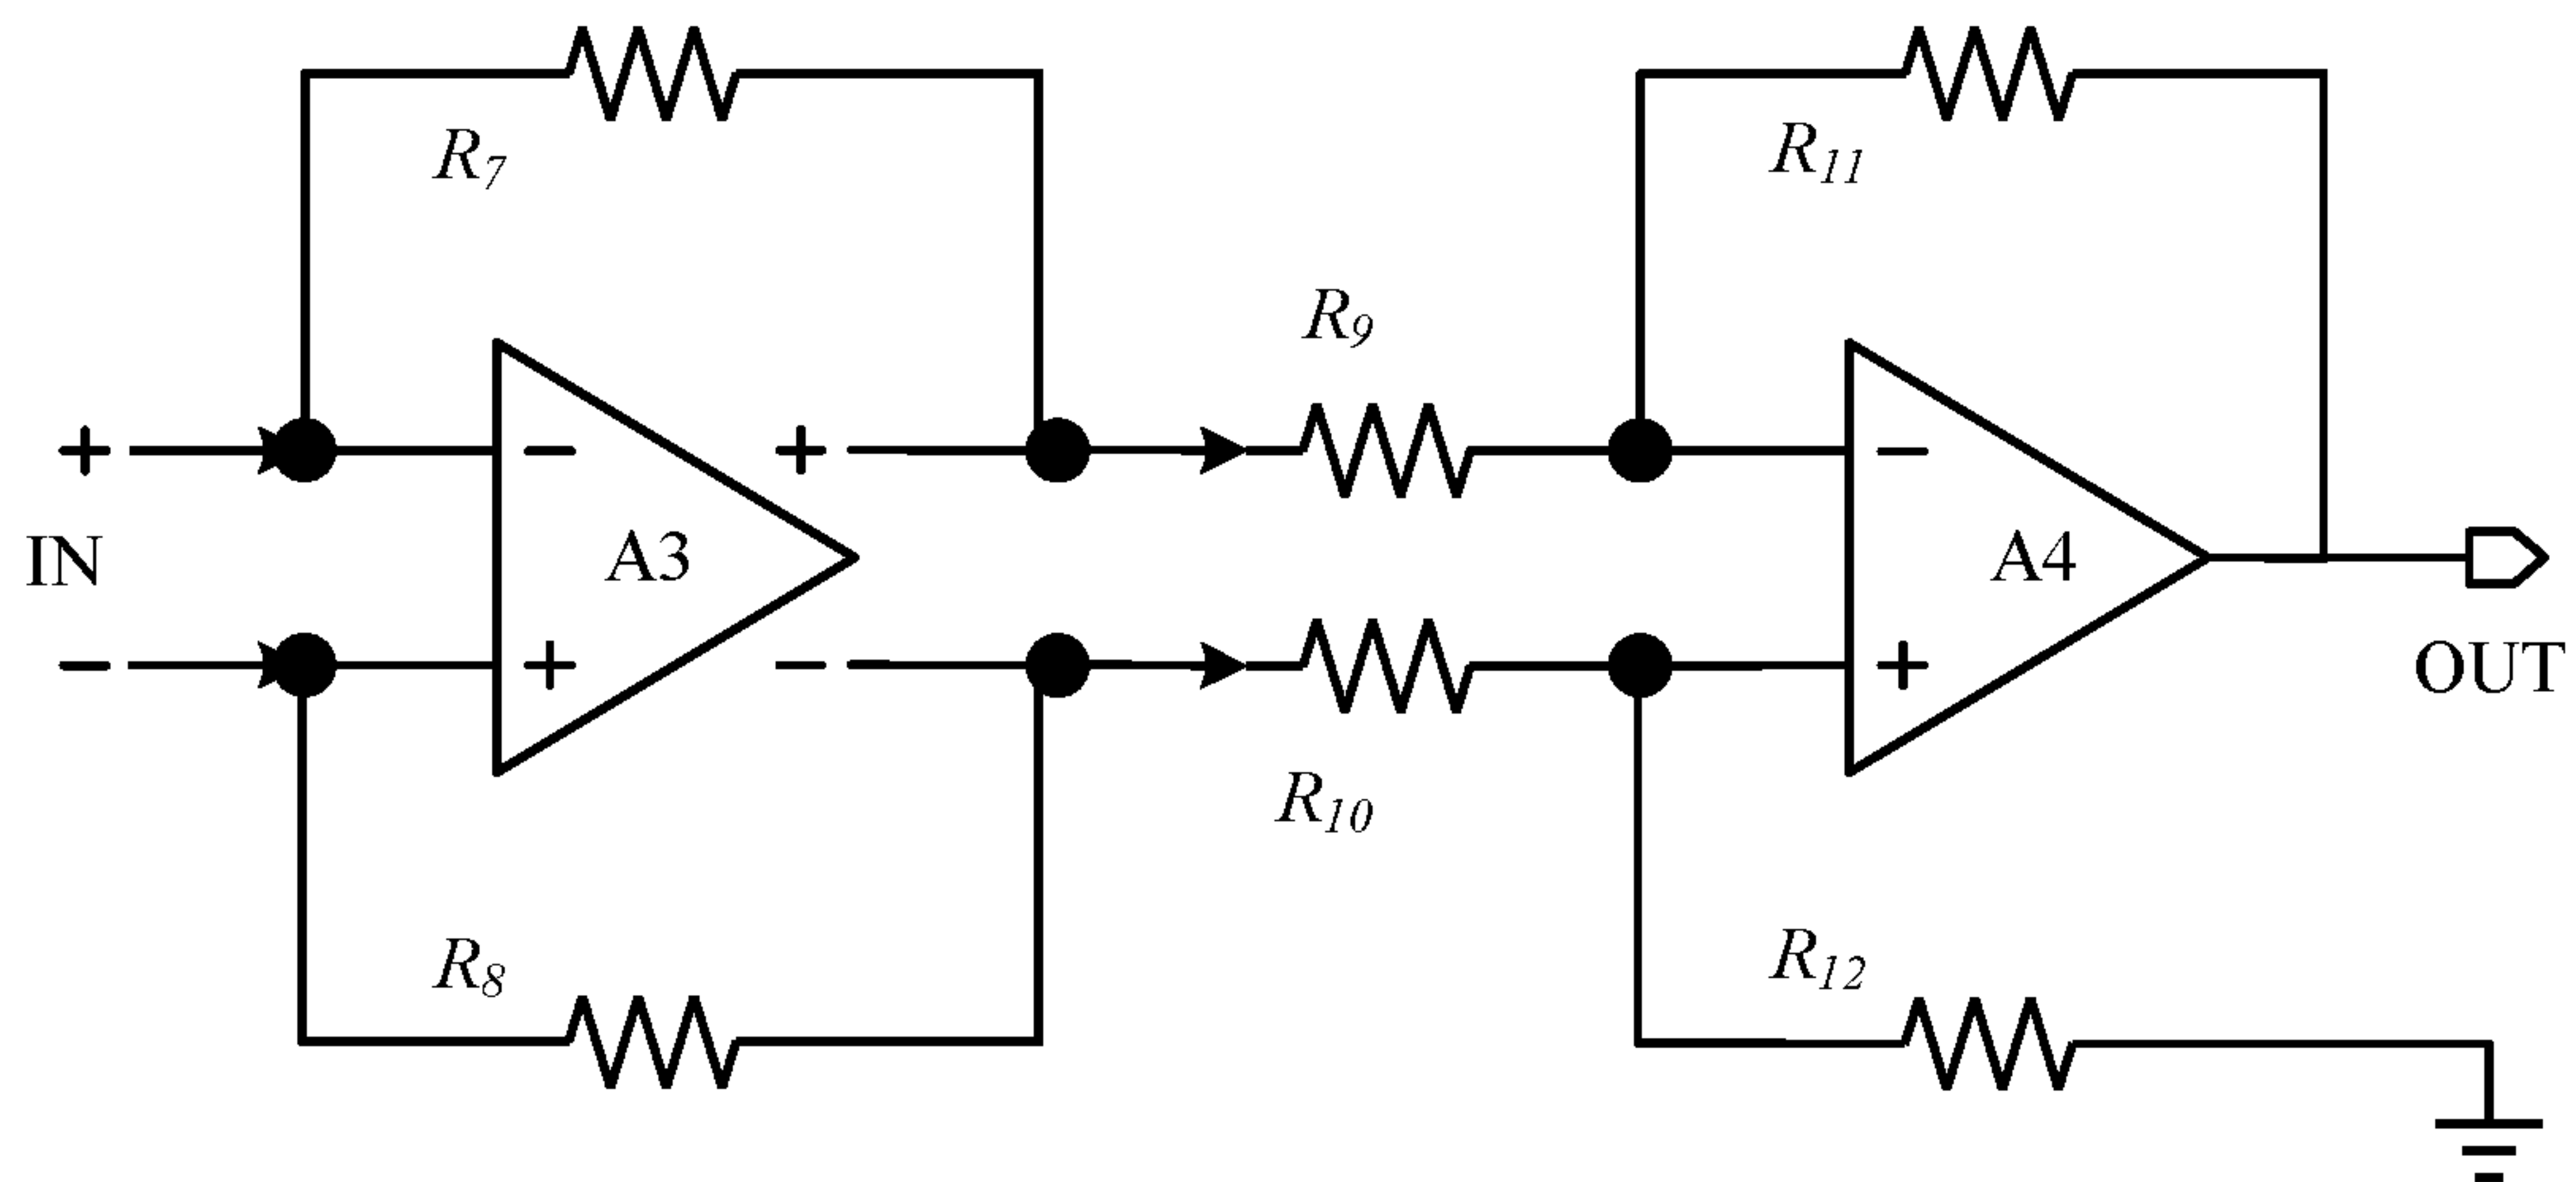 R7
R11
R9
+ − + −
IN A3 A4
− + − +
OUT
R10
R8
R12